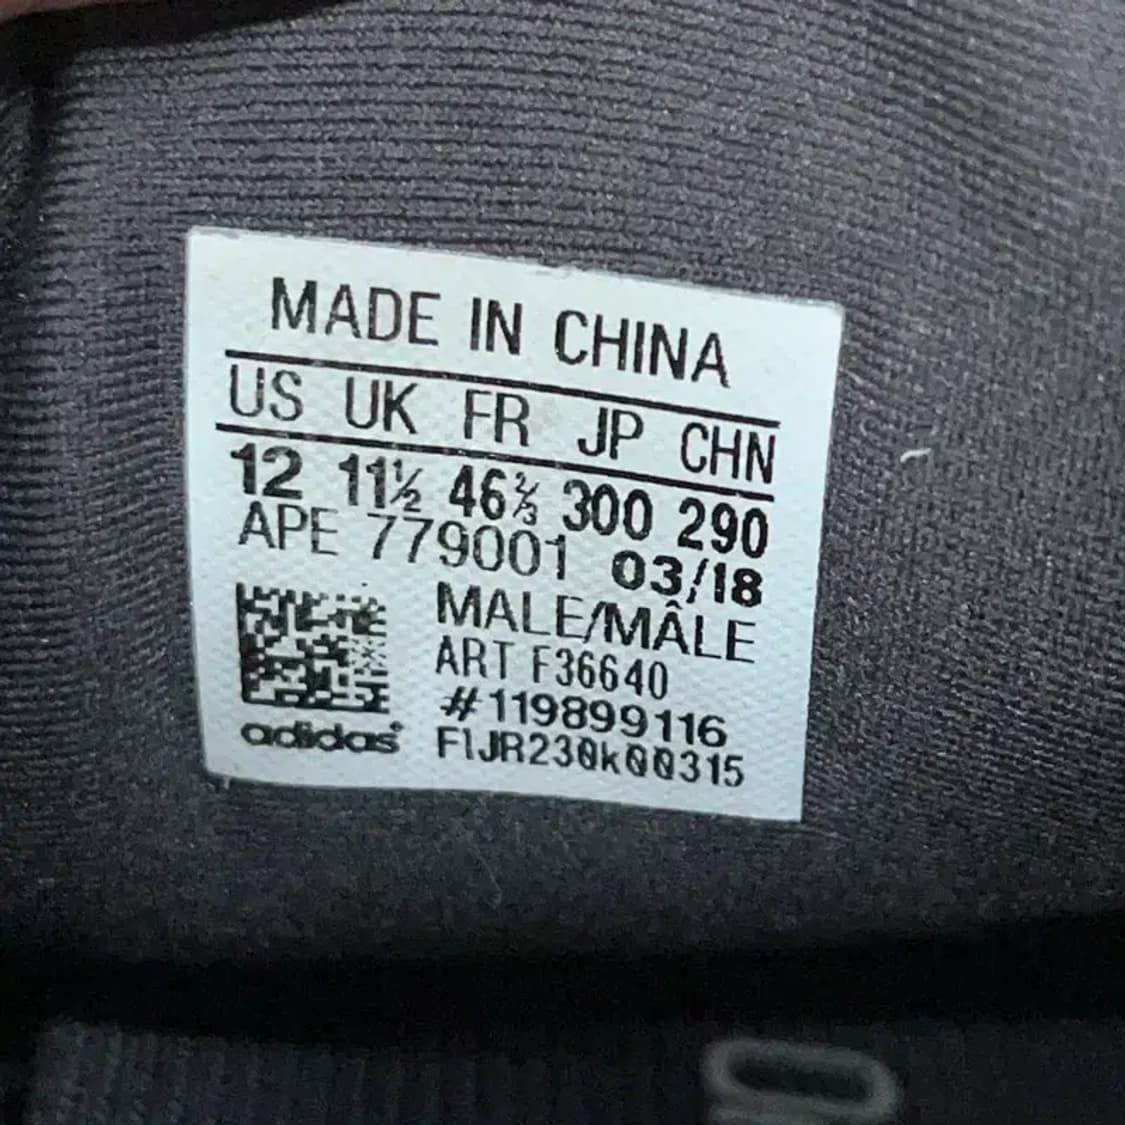 MADE IN CHINA
US UK FR JP CHN
12 11½ 46⅔ 300 290
APE 779001 03/18
MALE/MÂLE
ART F36640
#119899116
adidas F1JR230k00315